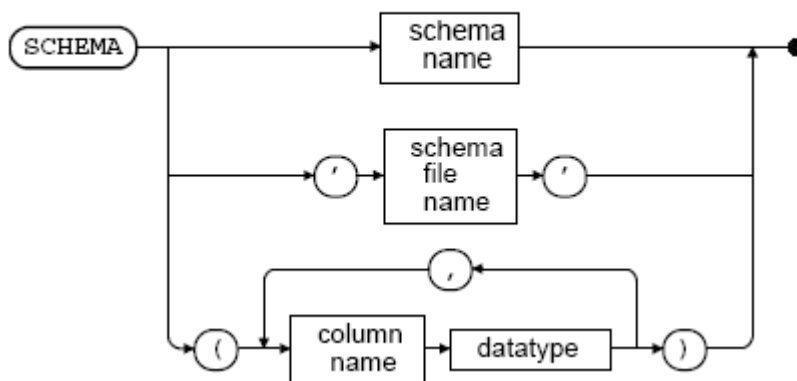 SCHEMA
schema
name
'
schema
file
name
'
,
(
column
name
datatype
)